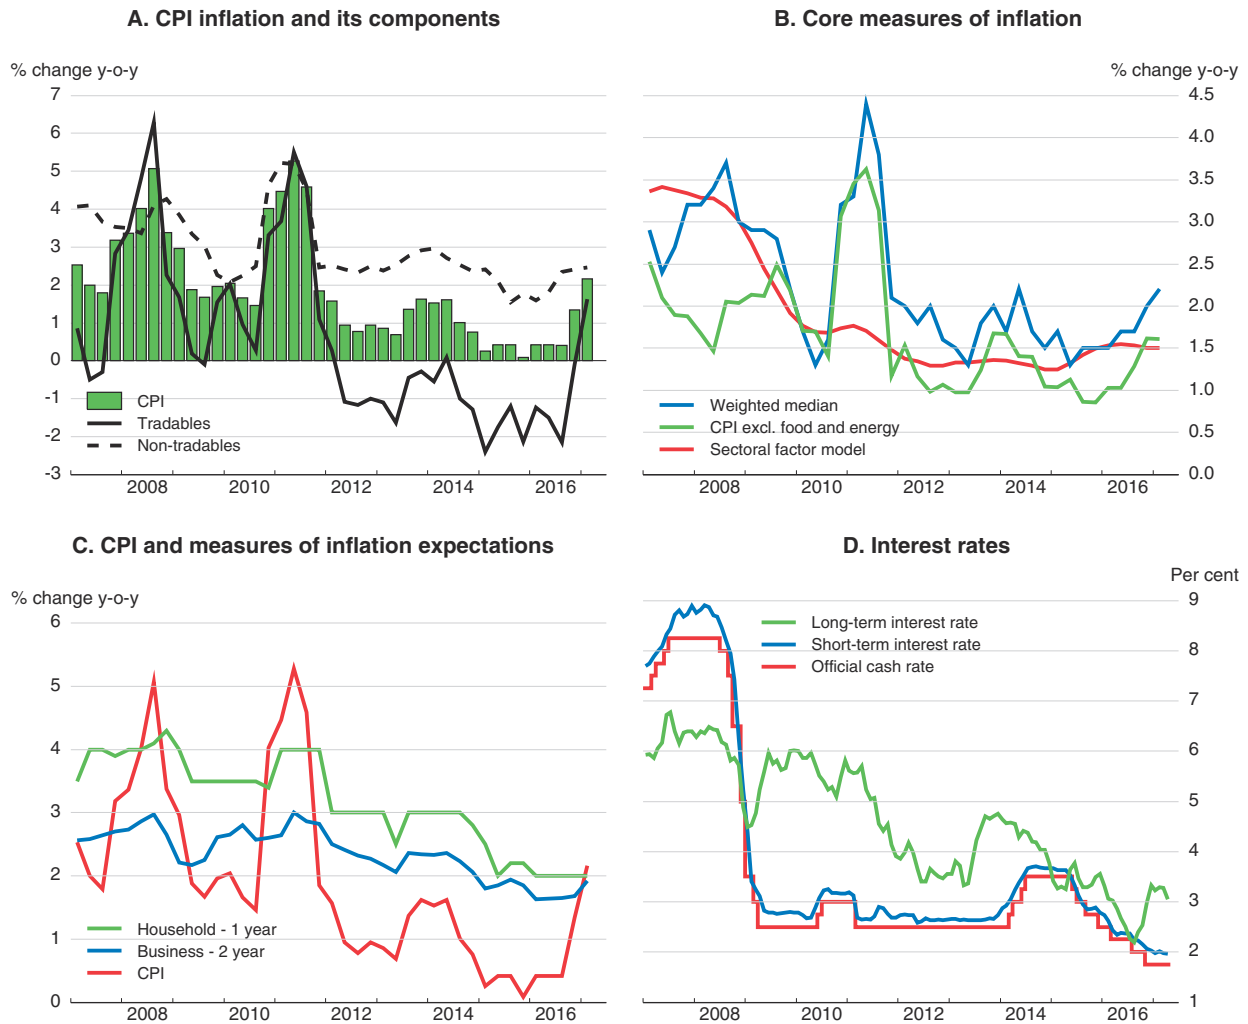 A. CPI inflation and its components
% change y-o-y
7
6
5
4
3
2
1
0
-1
-2
-3
CPI
Tradables
Non-tradables
2008 2010 2012 2014 2016
B. Core measures of inflation
% change y-o-y
4.5
4.0
3.5
3.0
2.5
2.0
1.5
1.0
0.5
0.0
Weighted median
CPI excl. food and energy
Sectoral factor model
2008 2010 2012 2014 2016
C. CPI and measures of inflation expectations
% change y-o-y
6
5
4
3
2
1
0
Household - 1 year
Business - 2 year
CPI
2008 2010 2012 2014 2016
D. Interest rates
Per cent
9
8
7
6
5
4
3
2
1
Long-term interest rate
Short-term interest rate
Official cash rate
2008 2010 2012 2014 2016